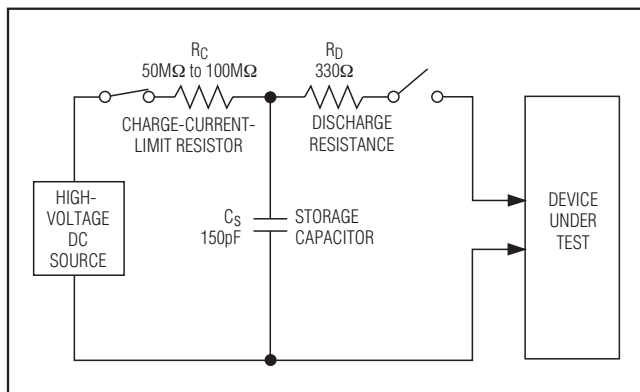 RC
50MΩ to 100MΩ
CHARGE-CURRENT-
LIMIT RESISTOR
RD
330Ω
DISCHARGE
RESISTANCE
HIGH-
VOLTAGE
DC
SOURCE
CS
150pF
STORAGE
CAPACITOR
DEVICE
UNDER
TEST